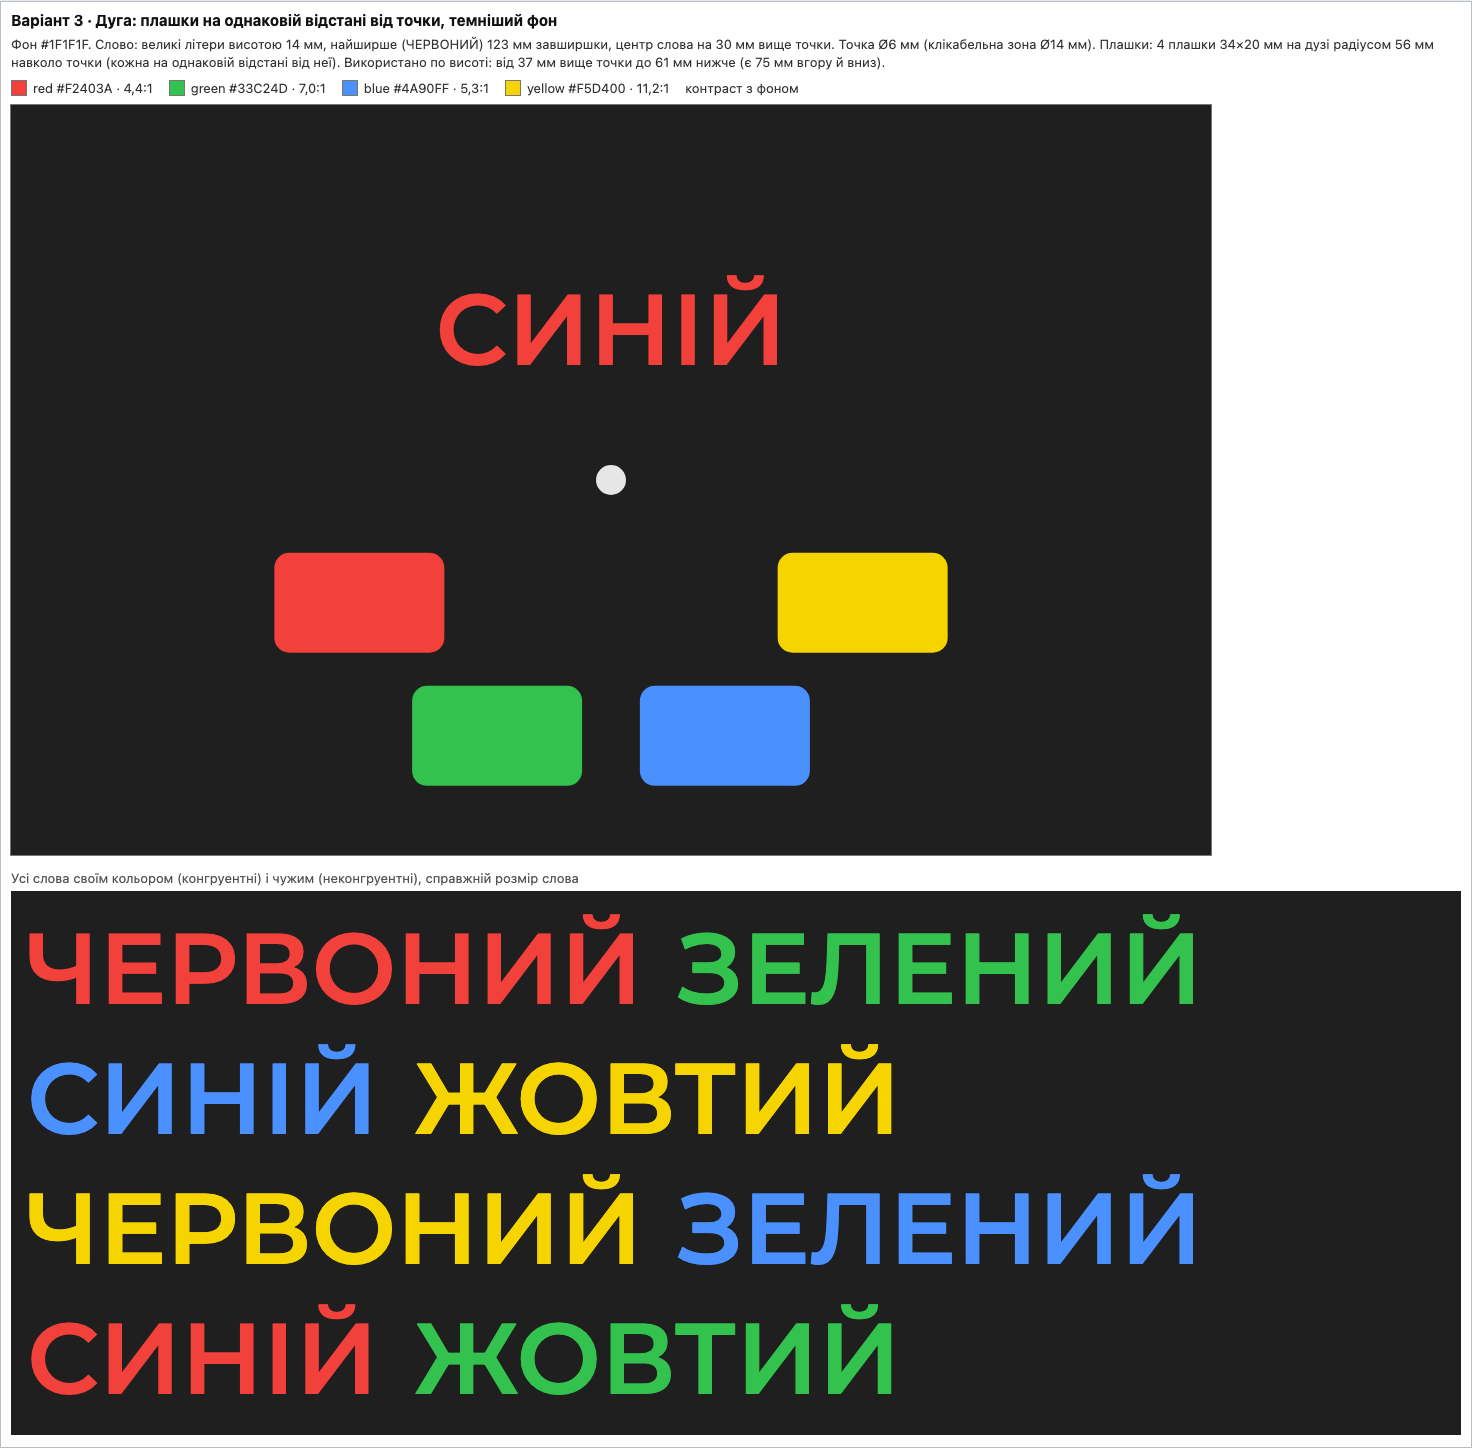 Варіант 3 · Дуга: плашки на однаковій відстані від точки, темніший фон
Фон #1F1F1F. Слово: великі літери висотою 14 мм, найширше (ЧЕРВОНИЙ) 123 мм завширшки, центр слова на 30 мм вище точки. Точка Ø6 мм (клікабельна зона Ø14 мм). Плашки: 4 плашки 34×20 мм на дузі радіусом 56 мм
навколо точки (кожна на однаковій відстані від неї). Використано по висоті: від 37 мм вище точки до 61 мм нижче (є 75 мм вгору й вниз).
red #F2403A · 4,4:1 green #33C24D · 7,0:1 blue #4A90FF · 5,3:1 yellow #F5D400 · 11,2:1 контраст з фоном
СИНІЙ
Усі слова своїм кольором (конгруентні) і чужим (неконгруентні), справжній розмір слова
ЧЕРВОНИЙ ЗЕЛЕНИЙ
СИНІЙ ЖОВТИЙ
ЧЕРВОНИЙ ЗЕЛЕНИЙ
СИНІЙ ЖОВТИЙ